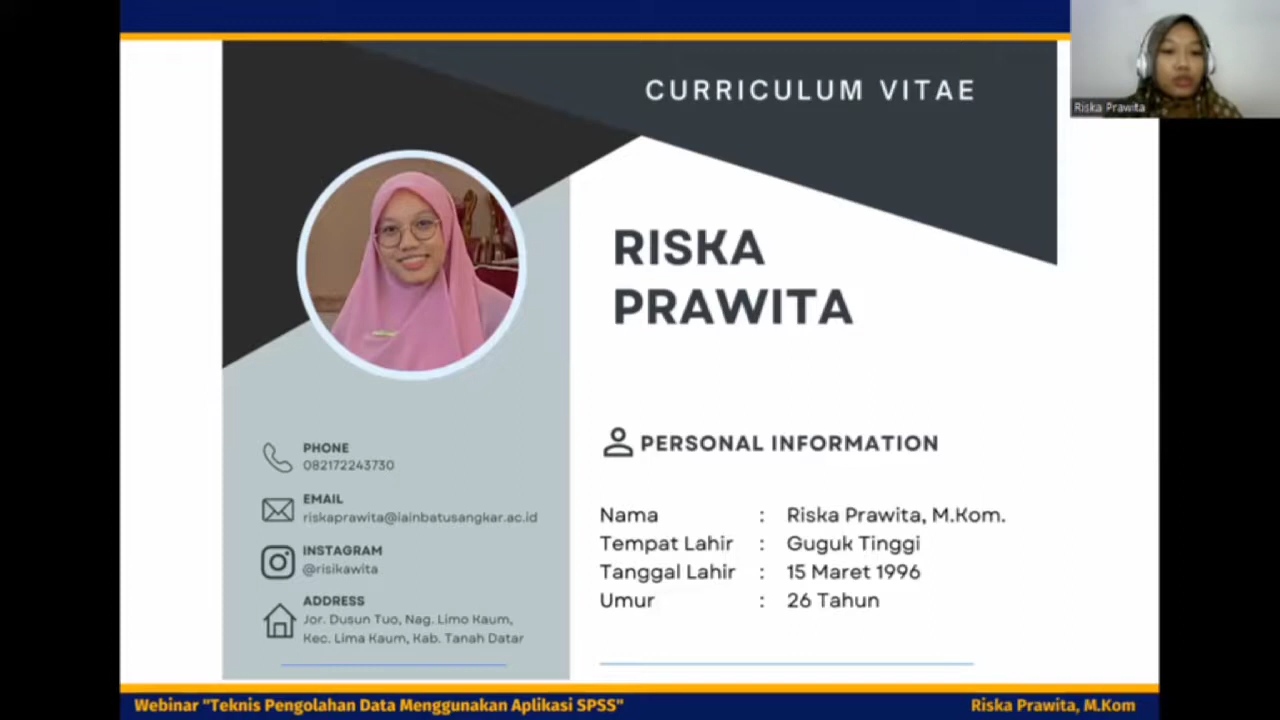 CURRICULUM VITAE
Riska Prawita
RISKA
PRAWITA
PHONE
082172243730
EMAIL
riskaprawita@iainbatusangkar.ac.id
INSTAGRAM
@risikawita
ADDRESS
Jor. Dusun Tuo, Nag. Limo Kaum,
Kec. Lima Kaum, Kab. Tanah Datar
PERSONAL INFORMATION
Nama : Riska Prawita, M.Kom.
Tempat Lahir : Guguk Tinggi
Tanggal Lahir : 15 Maret 1996
Umur : 26 Tahun
Webinar "Teknis Pengolahan Data Menggunakan Aplikasi SPSS"
Riska Prawita, M.Kom